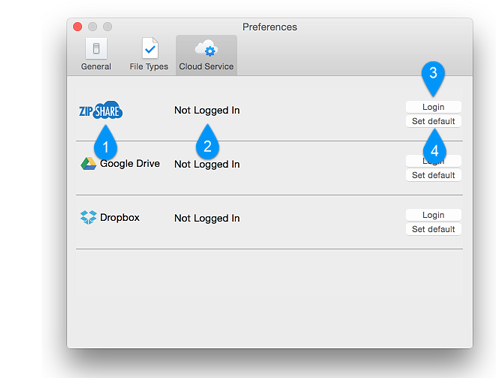 Preferences
General File Types Cloud Service
3
ZIP SHARE Not Logged In Login
Set default
1 2 4
Google Drive Not Logged In Login
Set default
Dropbox Not Logged In Login
Set default